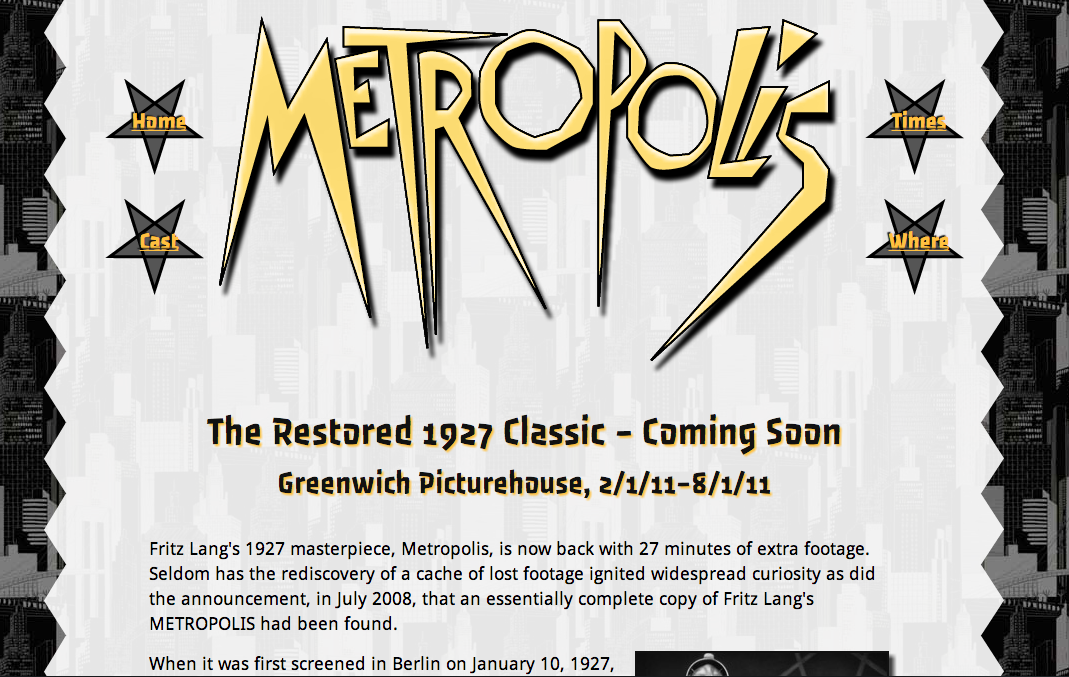 METROPOLIS
Home
Times
Cast
Where
The Restored 1927 Classic - Coming Soon
Greenwich Picturehouse, 2/1/11-8/1/11
Fritz Lang's 1927 masterpiece, Metropolis, is now back with 27 minutes of extra footage.
Seldom has the rediscovery of a cache of lost footage ignited widespread curiosity as did
the announcement, in July 2008, that an essentially complete copy of Fritz Lang's
METROPOLIS had been found.
When it was first screened in Berlin on January 10, 1927,